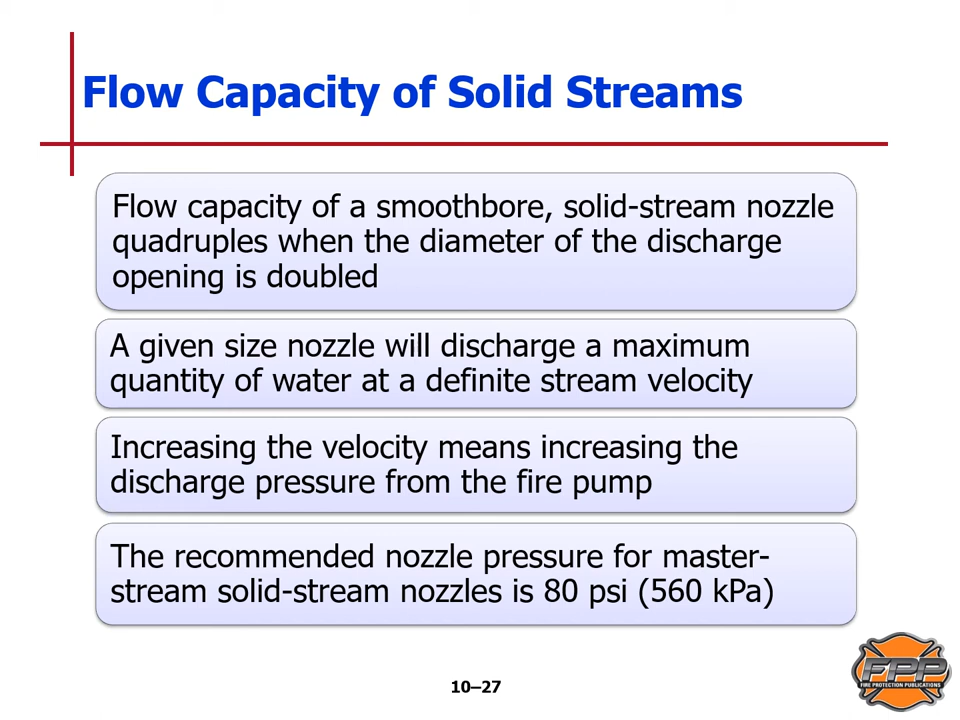 Flow Capacity of Solid Streams
Flow capacity of a smoothbore, solid-stream nozzle
quadruples when the diameter of the discharge
opening is doubled
A given size nozzle will discharge a maximum
quantity of water at a definite stream velocity
Increasing the velocity means increasing the
discharge pressure from the fire pump
The recommended nozzle pressure for master-
stream solid-stream nozzles is 80 psi (560 kPa)
10–27
FPP
FIRE PROTECTION PUBLICATIONS